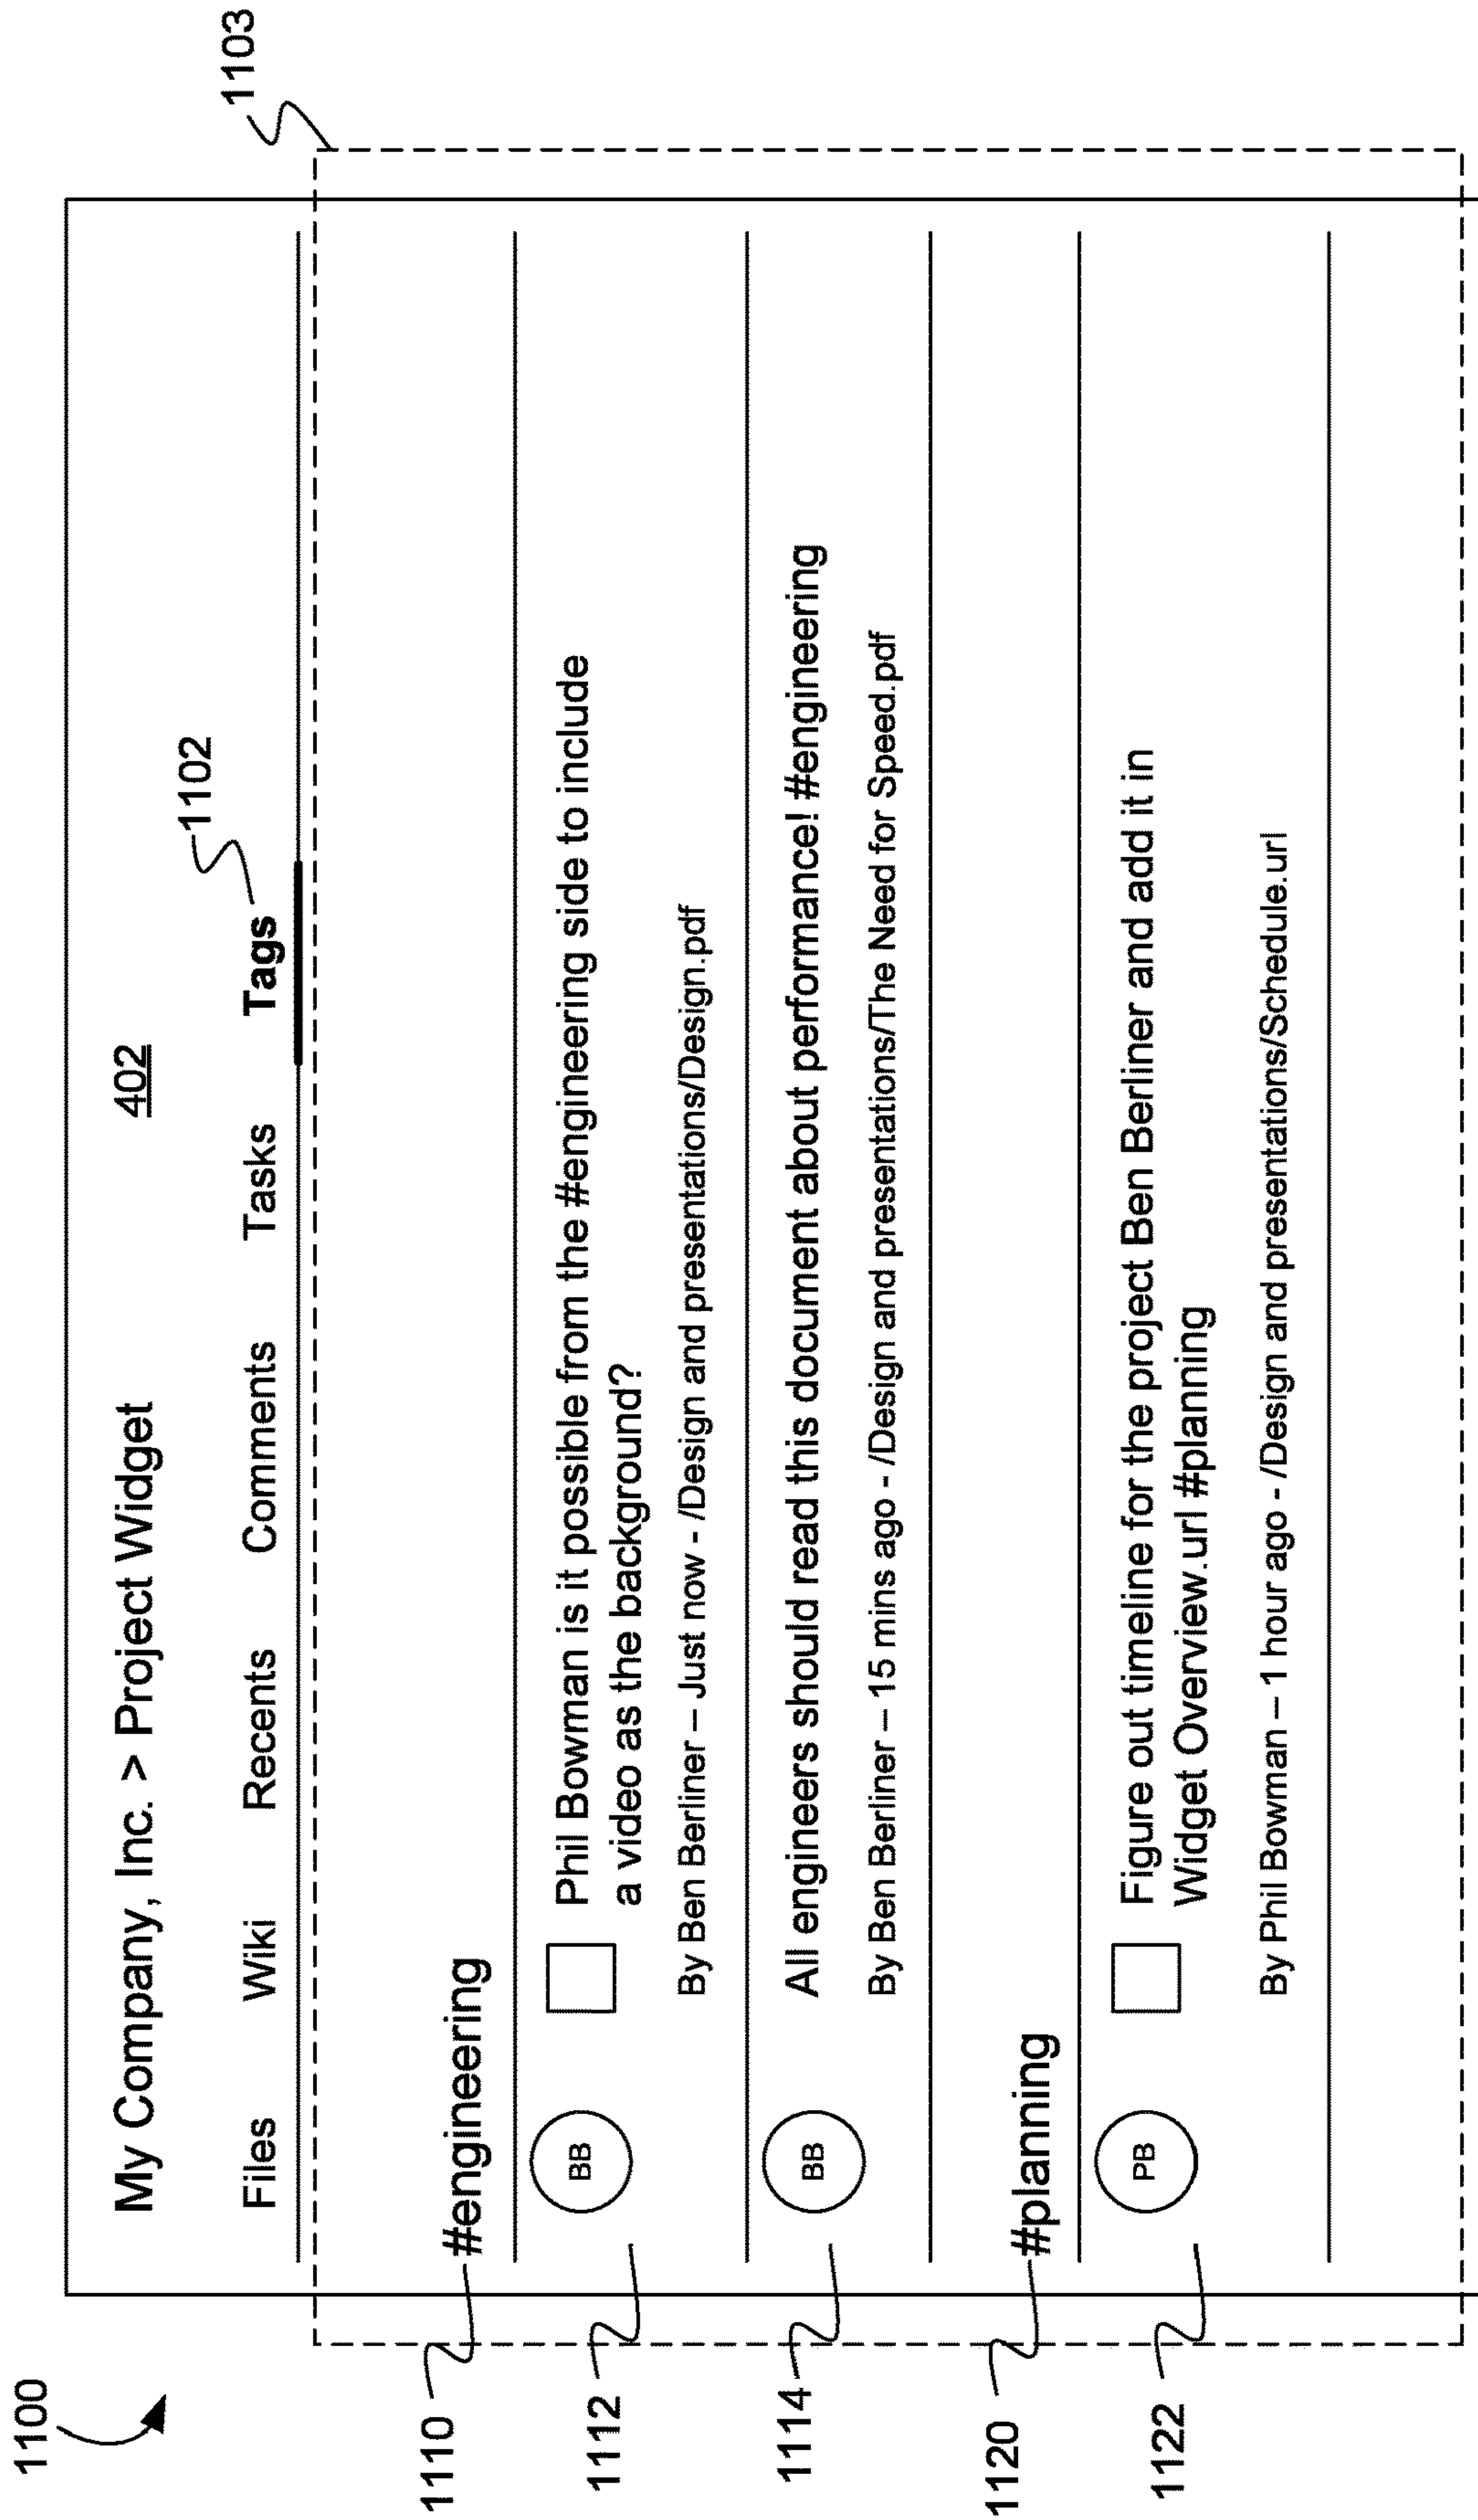 1100
1103
My Company, Inc. > Project Widget
402
1102
Files Wiki Recents Comments Tasks Tags
1110
#engineering
1112
BB
Phil Bowman is it possible from the #engineering side to include
a video as the background?
By Ben Berliner – Just now - /Design and presentations/Design.pdf
1114
BB
All engineers should read this document about performance! #engineering
By Ben Berliner – 15 mins ago - /Design and presentations/The Need for Speed.pdf
1120
#planning
1122
PB
Figure out timeline for the project Ben Berliner and add it in
Widget Overview.url #planning
By Phil Bowman – 1 hour ago - /Design and presentations/Schedule.url